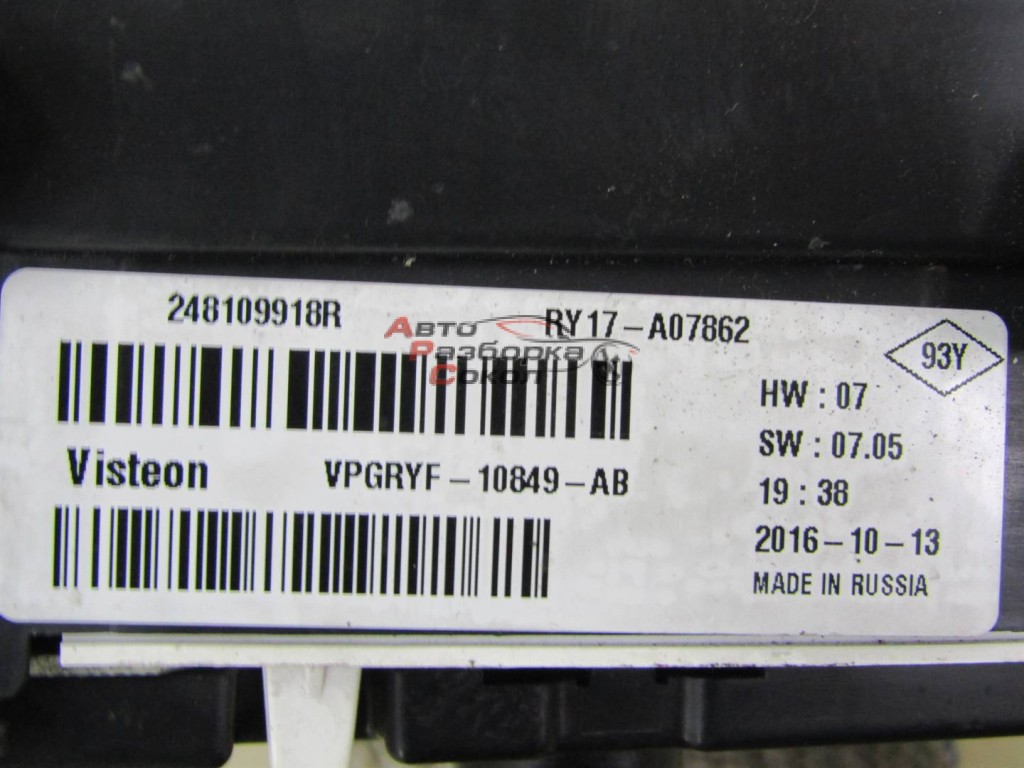 248109918R
RY17-A07862
АВТО
РАЗБОРКА
СОКОЛ
93Y
HW : 07
SW : 07.05
Visteon
VPGRYF-10849-AB
19 : 38
2016-10-13
MADE IN RUSSIA